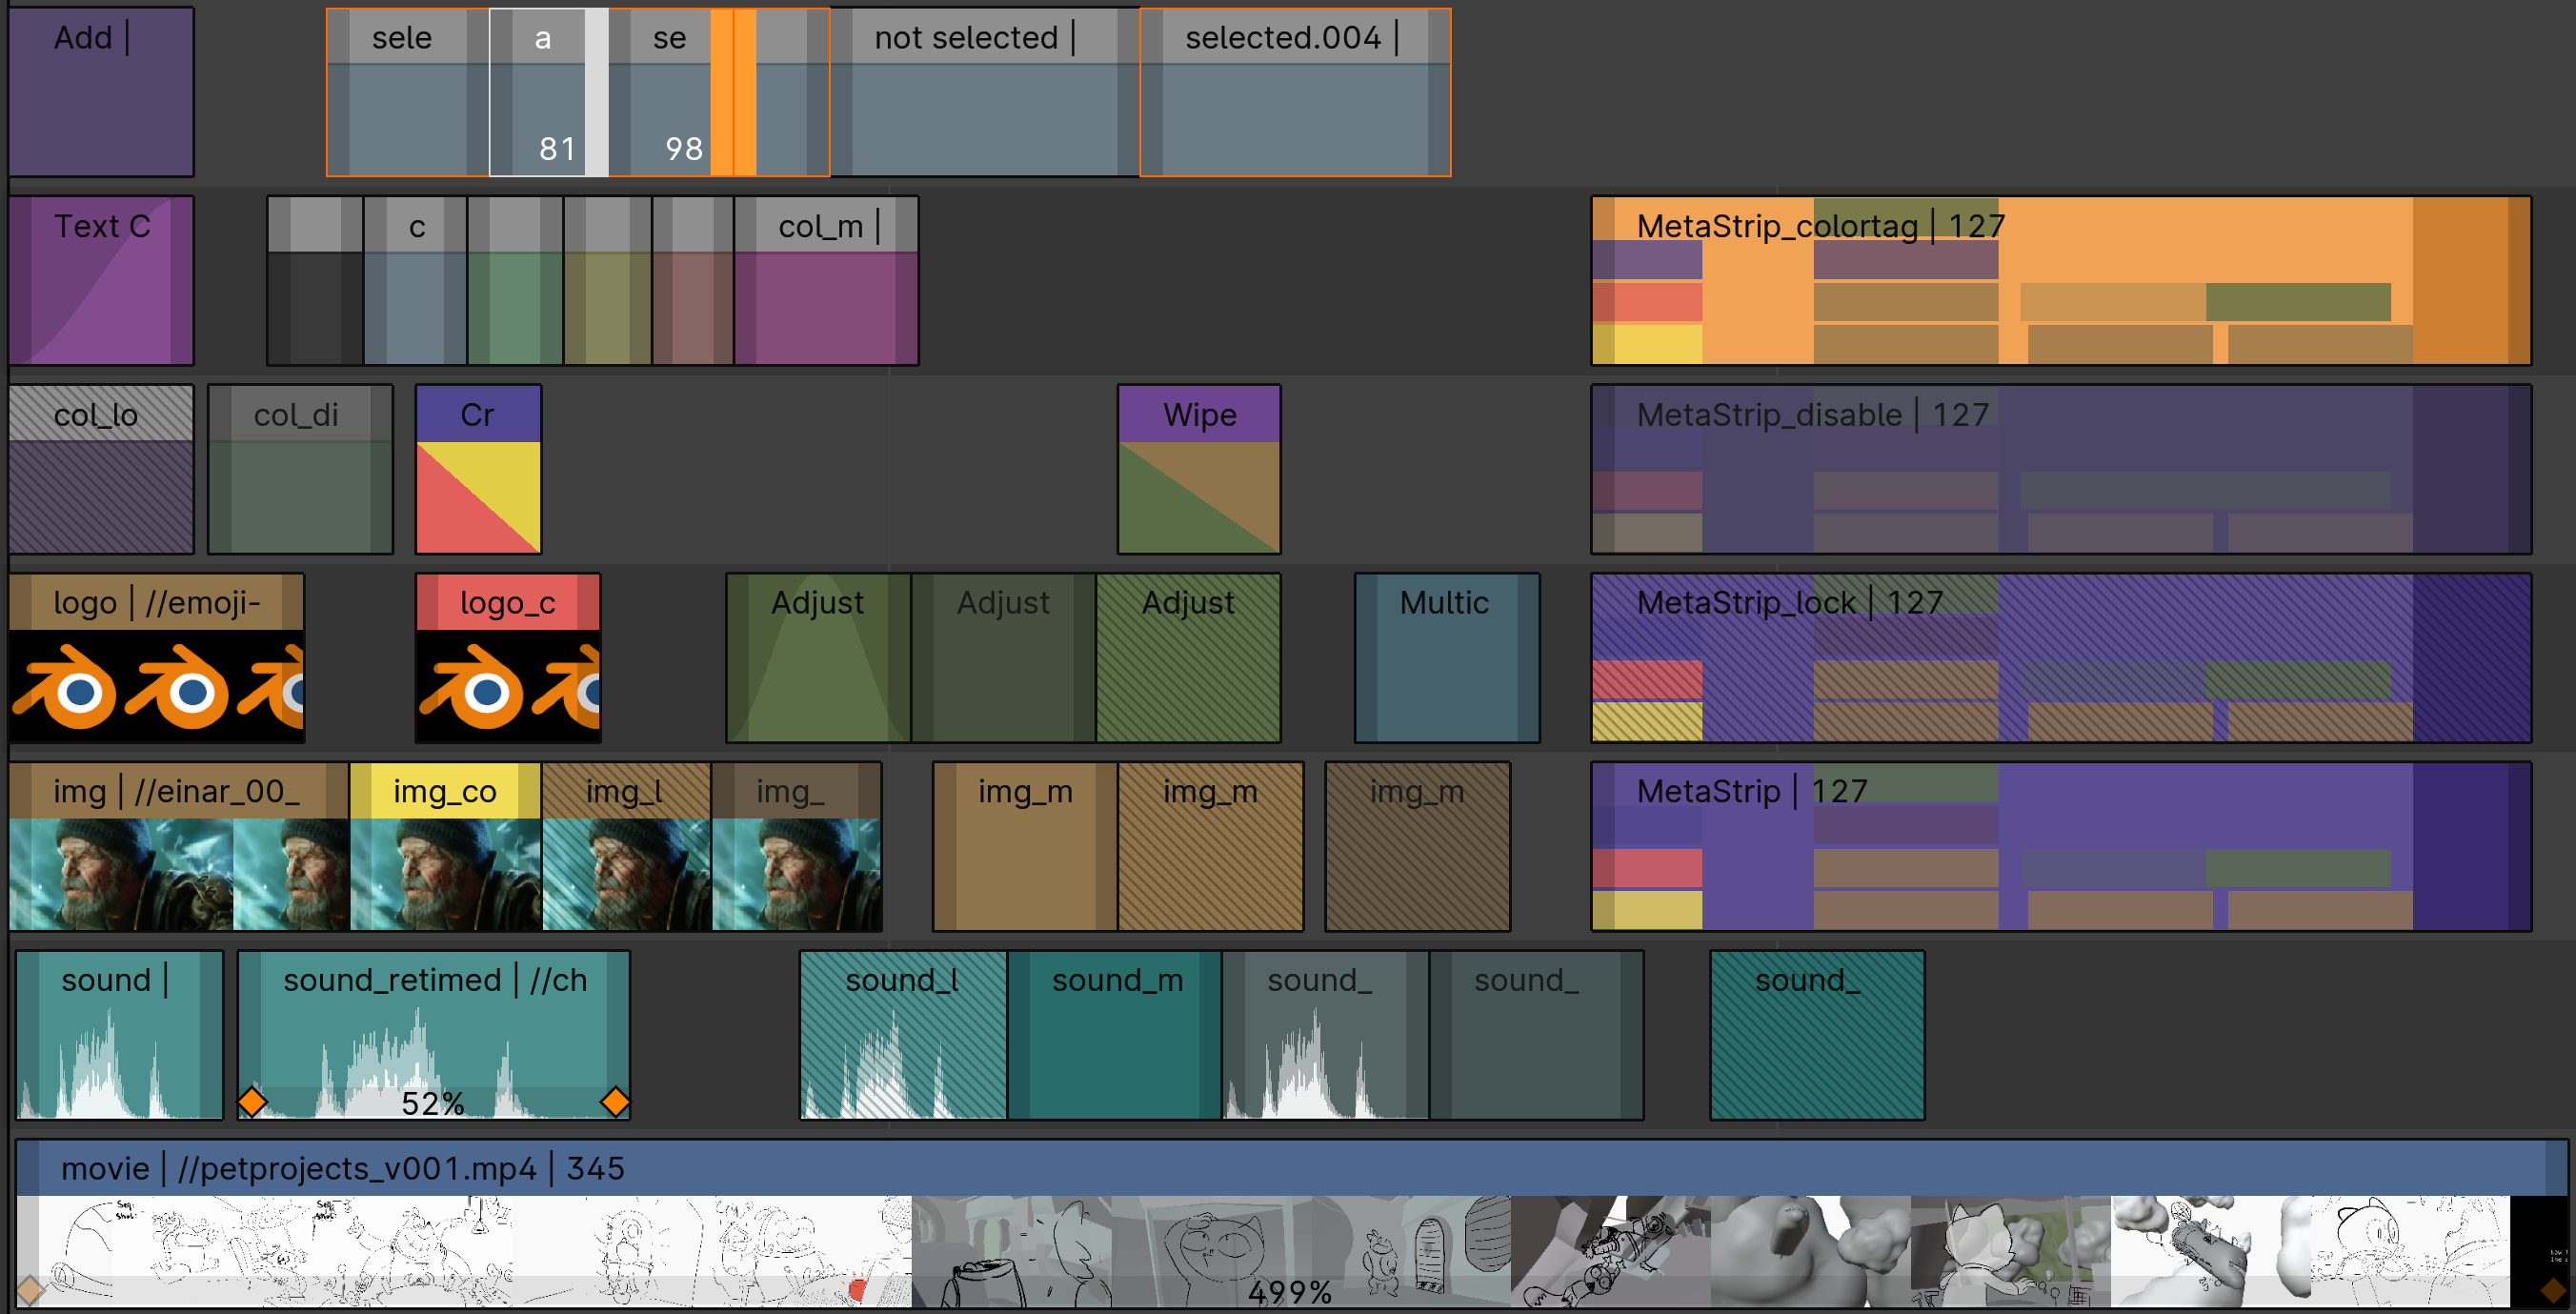 Add |
sele
a
se
not selected |
selected.004 |
81
98
Text C
c
col_m |
MetaStrip_colortag | 127
col_lo
col_di
Cr
Wipe
MetaStrip_disable | 127
logo | //emoji-
logo_c
Adjust
Adjust
Adjust
Multic
MetaStrip_lock | 127
img | //einar_00_
img_co
img_l
img_
img_m
img_m
img_m
MetaStrip | 127
sound |
sound_retimed | //ch
sound_l
sound_m
sound_
sound_
sound_
52%
movie | //petprojects_v001.mp4 | 345
499%